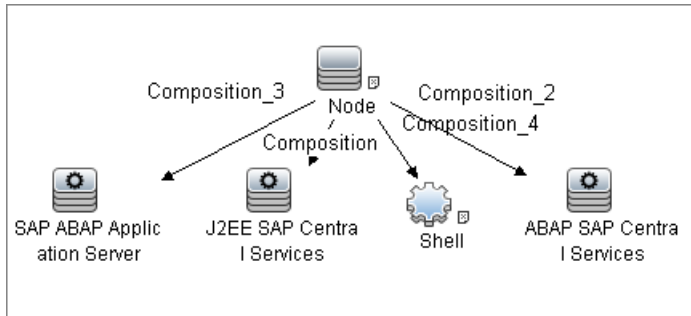 Composition_3
Composition_2
Node
Composition_4
Composition
SAP ABAP Applic
ation Server
J2EE SAP Centra
l Services
Shell
ABAP SAP Centra
l Services